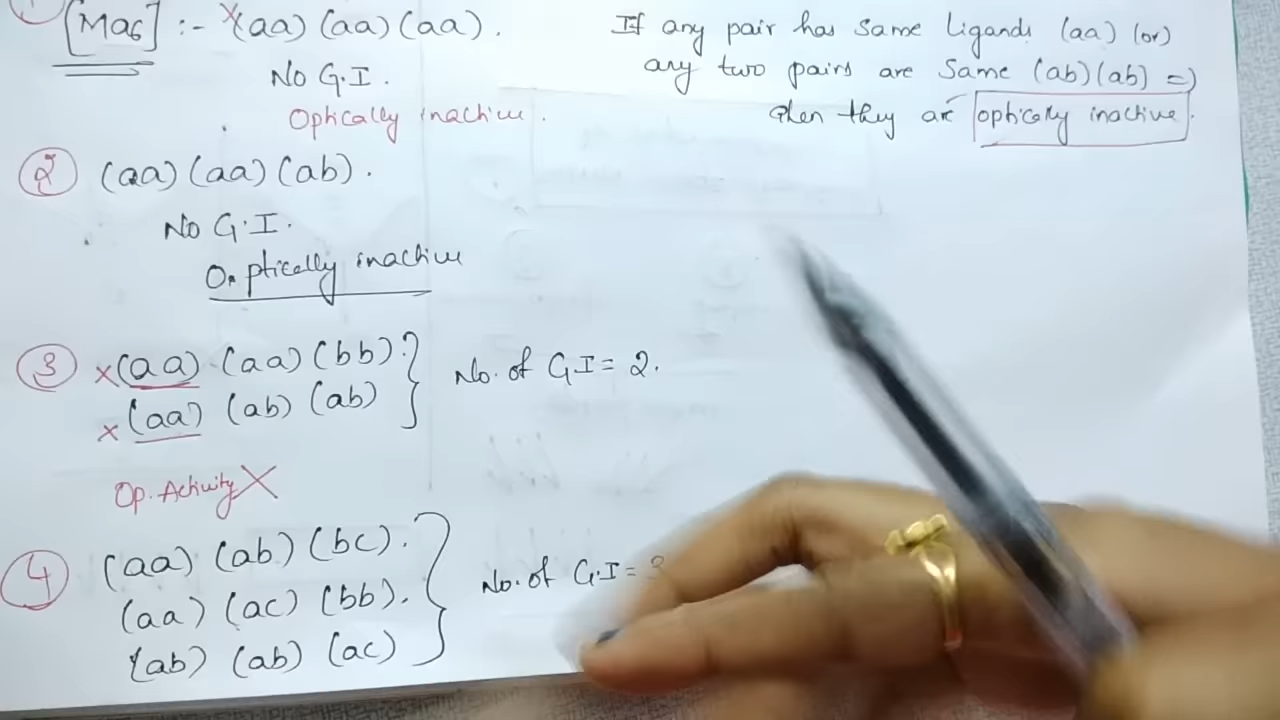 [Ma6] :- x(aa) (aa) (aa).
No G.I.
Optically inactive.
If any pair has same ligands (aa) (or)
any two pairs are same (ab)(ab) =>
then they are optically inactive.
2 (aa) (aa) (ab).
No G.I.
Optically inactive
3 x(aa) (aa) (bb).
x(aa) (ab) (ab)
No. of GI = 2.
Op. Activity X
4 (aa) (ab) (bc).
(aa) (ac) (bb).
(ab) (ab) (ac)
No. of G.I = 3